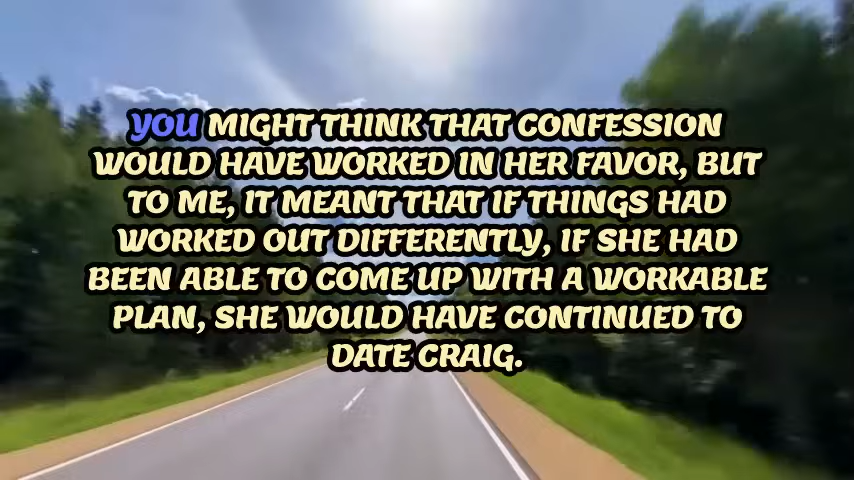 YOU MIGHT THINK THAT CONFESSION
WOULD HAVE WORKED IN HER FAVOR, BUT
TO ME, IT MEANT THAT IF THINGS HAD
WORKED OUT DIFFERENTLY, IF SHE HAD
BEEN ABLE TO COME UP WITH A WORKABLE
PLAN, SHE WOULD HAVE CONTINUED TO
DATE CRAIG.